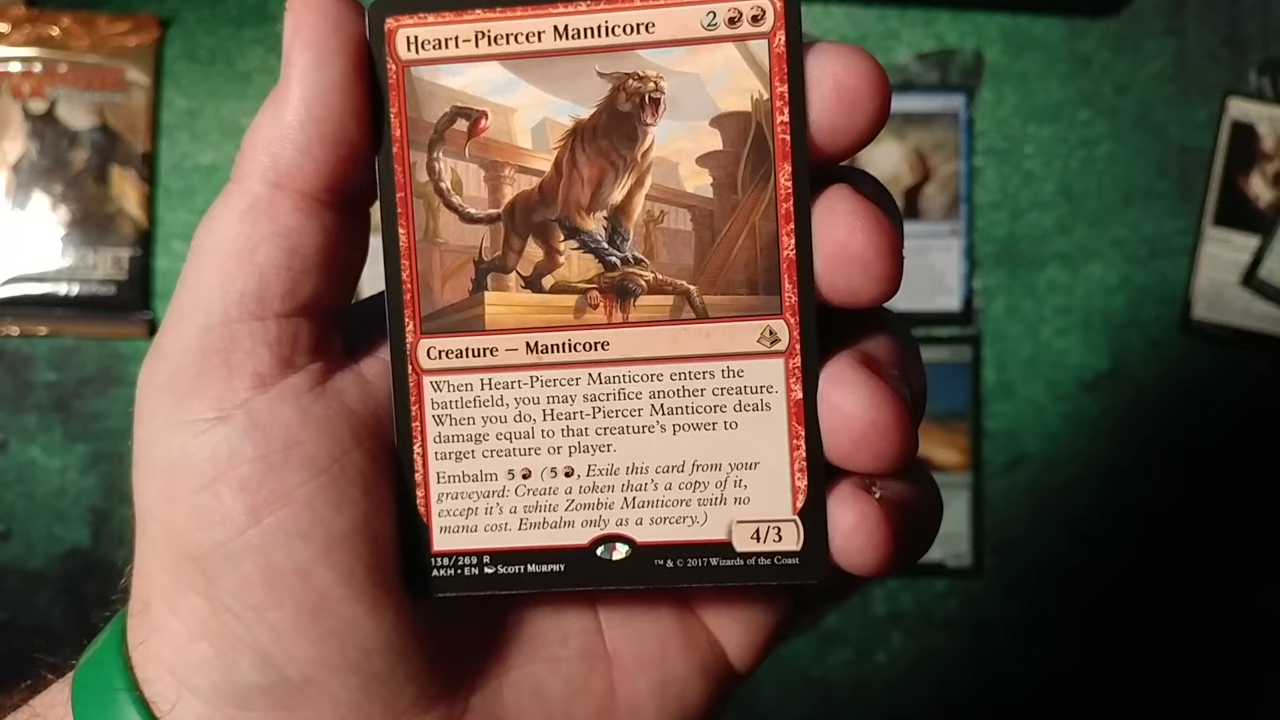 Heart-Piercer Manticore 2
Creature — Manticore
When Heart-Piercer Manticore enters the
battlefield, you may sacrifice another creature.
When you do, Heart-Piercer Manticore deals
damage equal to that creature's power to
target creature or player.
Embalm 5 (5, Exile this card from your
graveyard: Create a token that's a copy of it,
except it's a white Zombie Manticore with no
mana cost. Embalm only as a sorcery.)
4/3
138/269 R
AKH • EN Scott Murphy
™ & © 2017 Wizards of the Coast